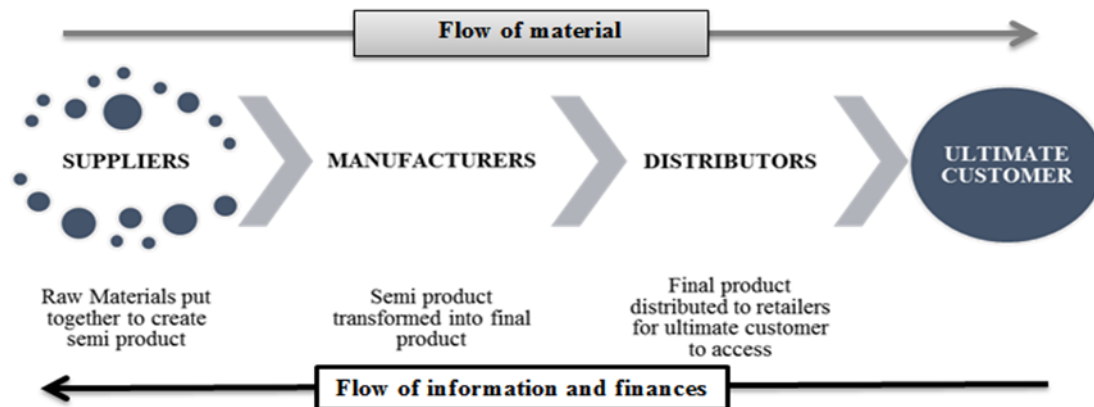 Flow of material
SUPPLIERS
MANUFACTURERS
DISTRIBUTORS
ULTIMATE
CUSTOMER
Raw Materials put
together to create
semi product
Semi product
transformed into final
product
Final product
distributed to retailers
for ultimate customer
to access
Flow of information and finances